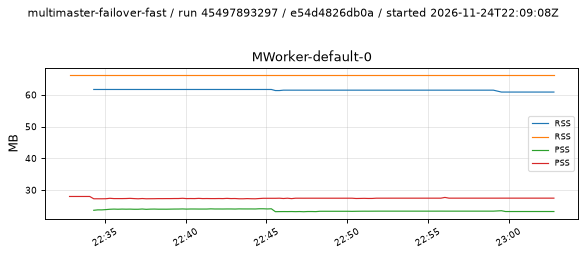 multimaster-failover-fast / run 45497893297 / e54d4826db0a / started 2026-11-24T22:09:08Z
MWorker-default-0
MB
60
50
40
30
RSS
RSS
PSS
PSS
22:35
22:40
22:45
22:50
22:55
23:00